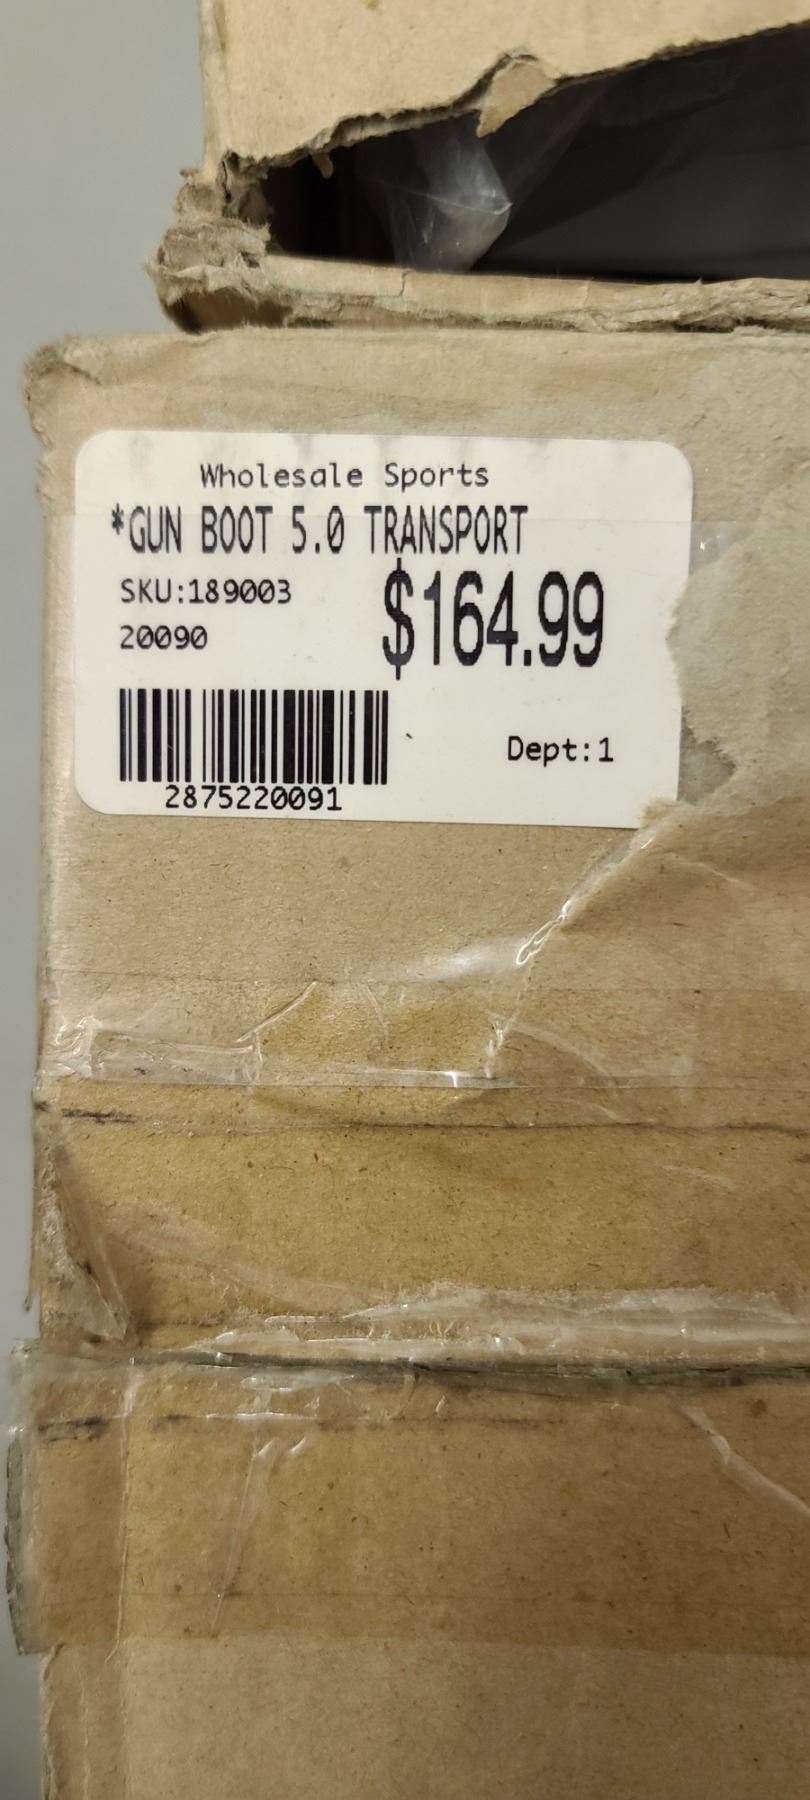 Wholesale Sports
*GUN BOOT 5.0 TRANSPORT
SKU:189003
$164.99
20090
Dept:1
2875220091